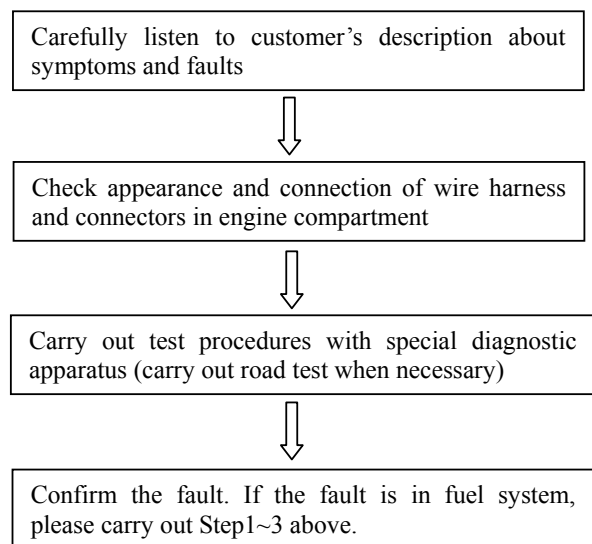 Carefully listen to customer’s description about
symptoms and faults
Check appearance and connection of wire harness
and connectors in engine compartment
Carry out test procedures with special diagnostic
apparatus (carry out road test when necessary)
Confirm the fault. If the fault is in fuel system,
please carry out Step1~3 above.